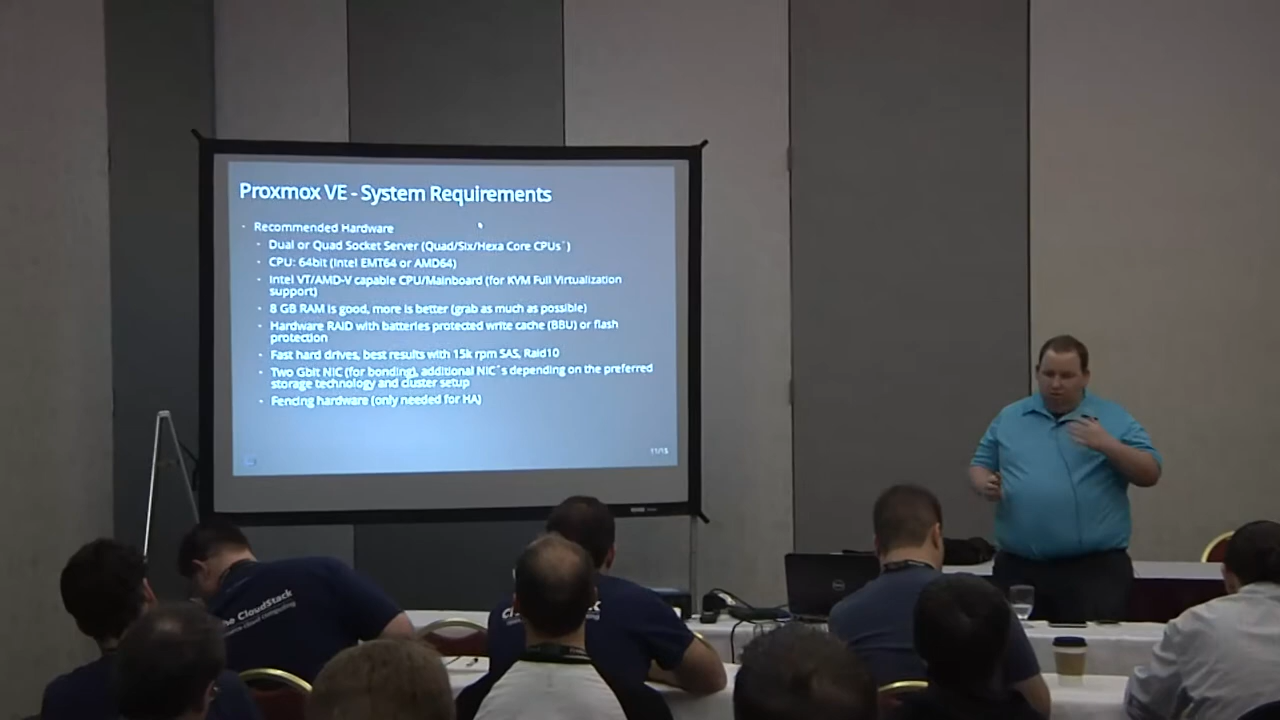 Proxmox VE - System Requirements
Recommended Hardware
Dual or Quad Socket Server (Quad/Six/Hexa Core CPUs´)
CPU: 64bit (Intel EMT64 or AMD64)
Intel VT/AMD-V capable CPU/Mainboard (for KVM Full Virtualization
support)
8 GB RAM is good, more is better (grab as much as possible)
Hardware RAID with batteries protected write cache (BBU) or flash
protection
Fast hard drives, best results with 15k rpm SAS, Raid10
Two Gbit NIC (for bonding), additional NIC´s depending on the preferred
storage technology and cluster setup
Fencing hardware (only needed for HA)
11/15
he CloudStack
cloud computing
DELL